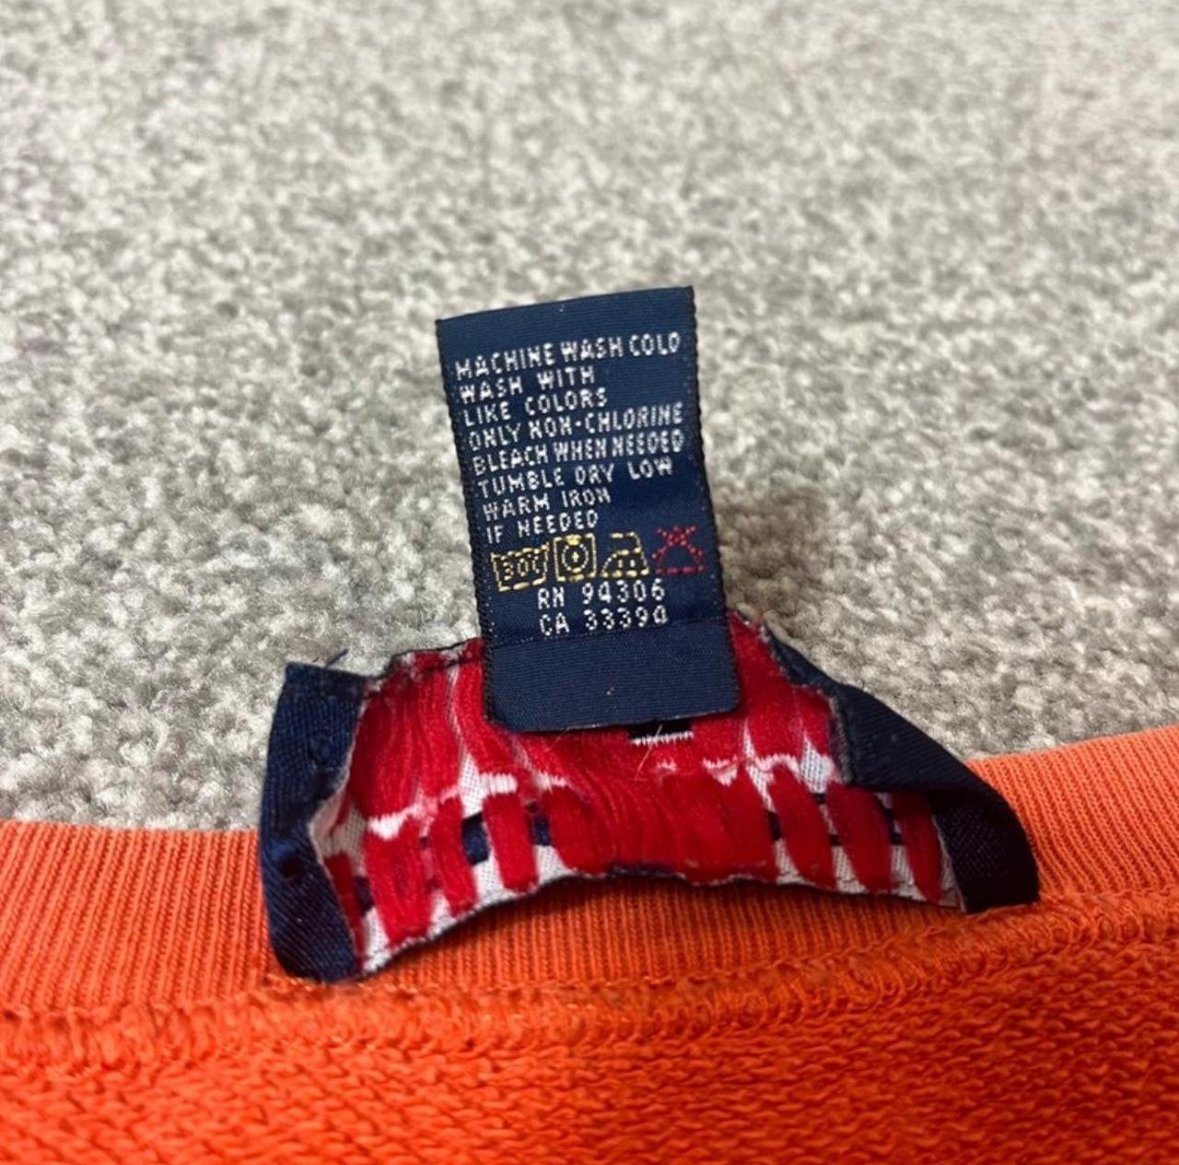 MACHINE WASH COLD
WASH WITH
LIKE COLORS
ONLY NON-CHLORINE
BLEACH WHEN NEEDED
TUMBLE DRY LOW
WARM IRON
IF NEEDED
30°
RN 94306
CA 33394